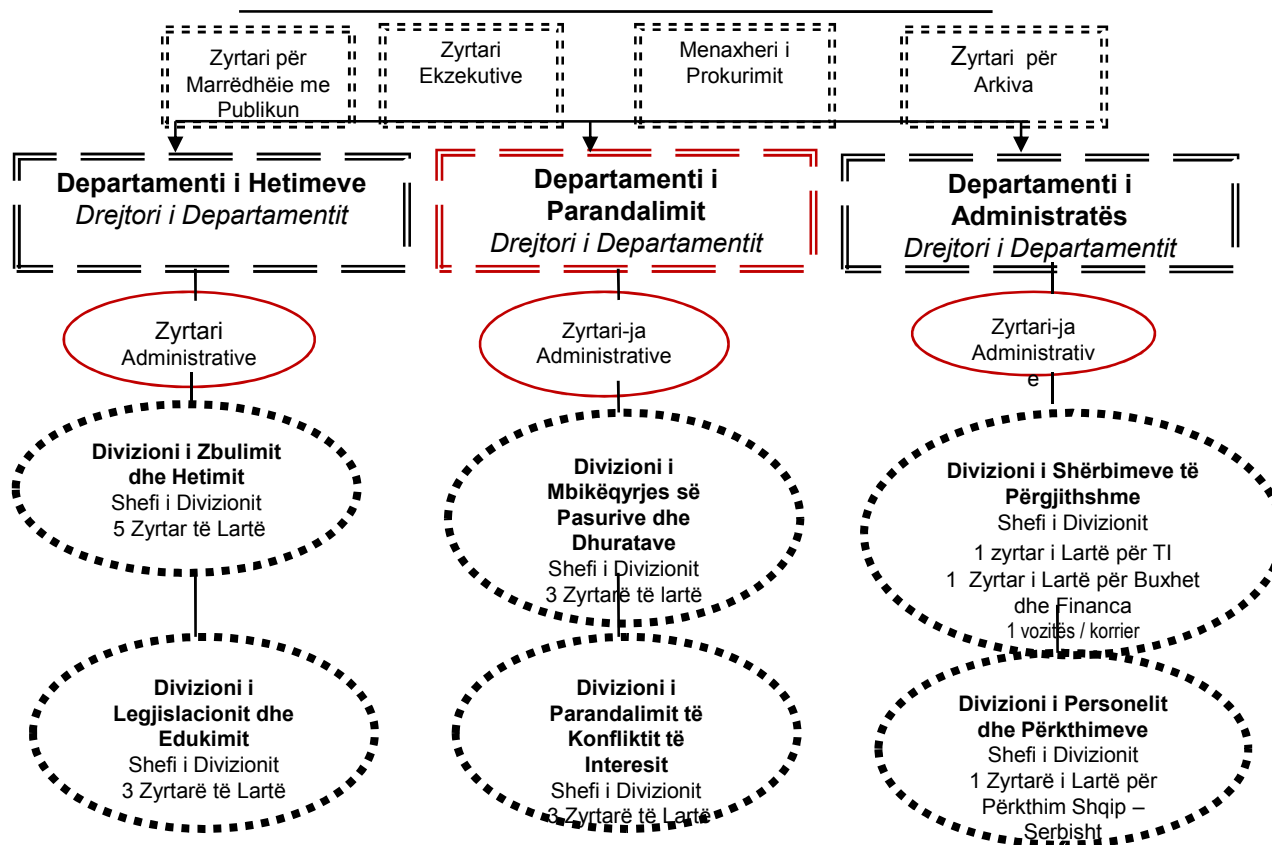 Zyrtari për
Marrëdhëie me
Publikun
Zyrtari
Ekzekutive
Menaxheri i
Prokurimit
Zyrtari për
Arkiva
Departamenti i Hetimeve
Drejtori i Departamentit
Departamenti i
Parandalimit
Drejtori i Departamentit
Departamenti i
Administratës
Drejtori i Departamentit
Zyrtari
Administrative
Zyrtari-ja
Administrative
Zyrtari-ja
Administrativ
e
Divizioni i Zbulimit
dhe Hetimit
Shefi i Divizionit
5 Zyrtar të Lartë
Divizioni i
Mbikëqyrjes së
Pasurive dhe
Dhuratave
Shefi i Divizionit
3 Zyrtarë të lartë
Divizioni i Shërbimeve të
Përgjithshme
Shefi i Divizionit
1 zyrtar i Lartë për TI
1 Zyrtar i Lartë për Buxhet
dhe Financa
1 vozitës / korrier
Divizioni i
Legjislacionit dhe
Edukimit
Shefi i Divizionit
3 Zyrtarë të Lartë
Divizioni i
Parandalimit të
Konfliktit të
Interesit
Shefi i Divizionit
3 Zyrtarë të Lartë
Divizioni i Personelit
dhe Përkthimeve
Shefi i Divizionit
1 Zyrtarë i Lartë për
Përkthim Shqip –
Serbisht